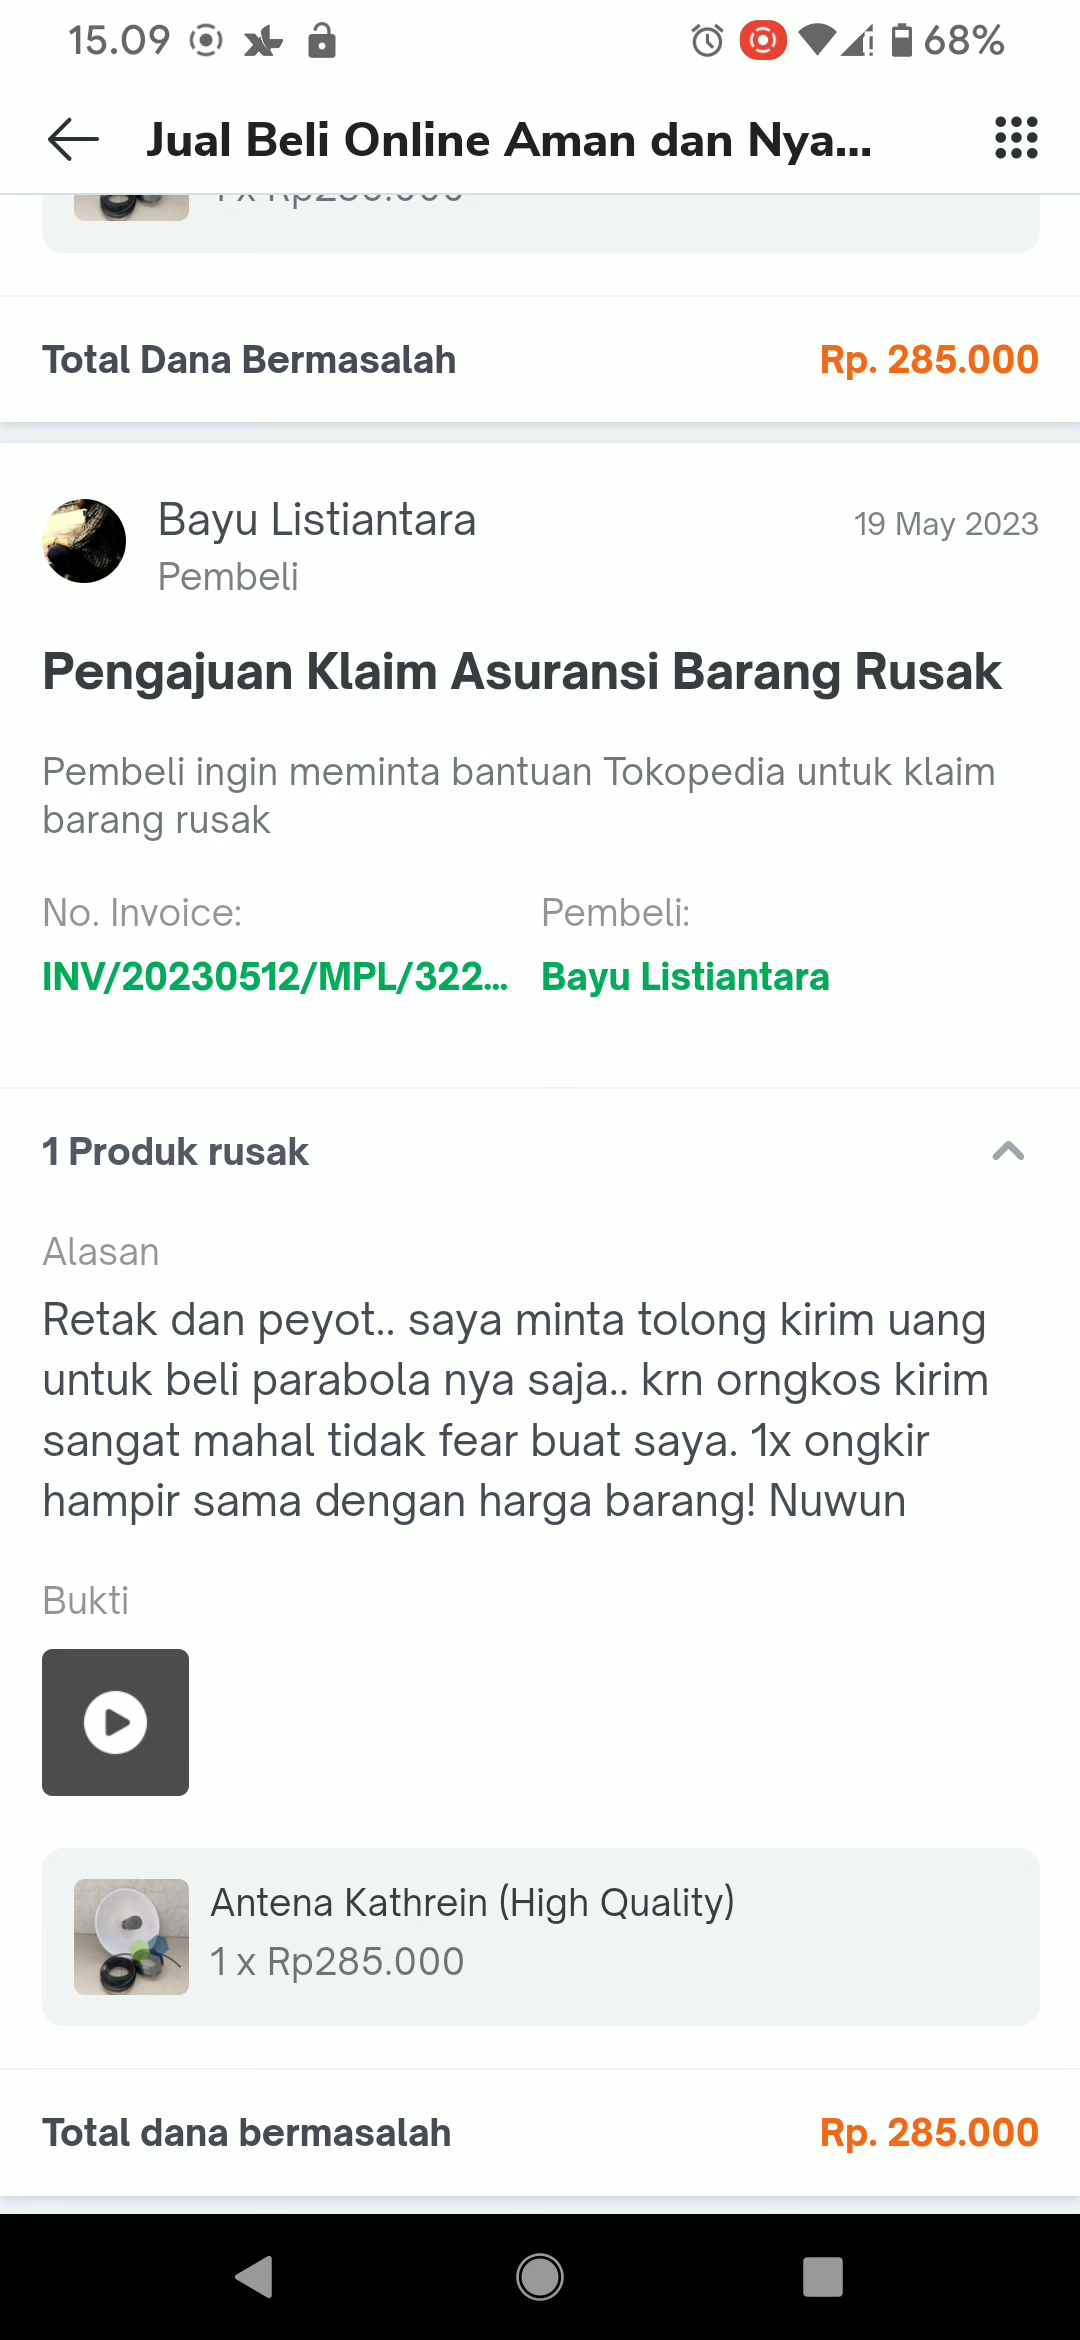 15.09
68%
Jual Beli Online Aman dan Nya...
Total Dana Bermasalah
Rp. 285.000
Bayu Listiantara
19 May 2023
Pembeli
Pengajuan Klaim Asuransi Barang Rusak
Pembeli ingin meminta bantuan Tokopedia untuk klaim
barang rusak
No. Invoice:
Pembeli:
INV/20230512/MPL/322...
Bayu Listiantara
1 Produk rusak
Alasan
Retak dan peyot.. saya minta tolong kirim uang
untuk beli parabola nya saja.. krn orngkos kirim
sangat mahal tidak fear buat saya. 1x ongkir
hampir sama dengan harga barang! Nuwun
Bukti
Antena Kathrein (High Quality)
1 x Rp285.000
Total dana bermasalah
Rp. 285.000